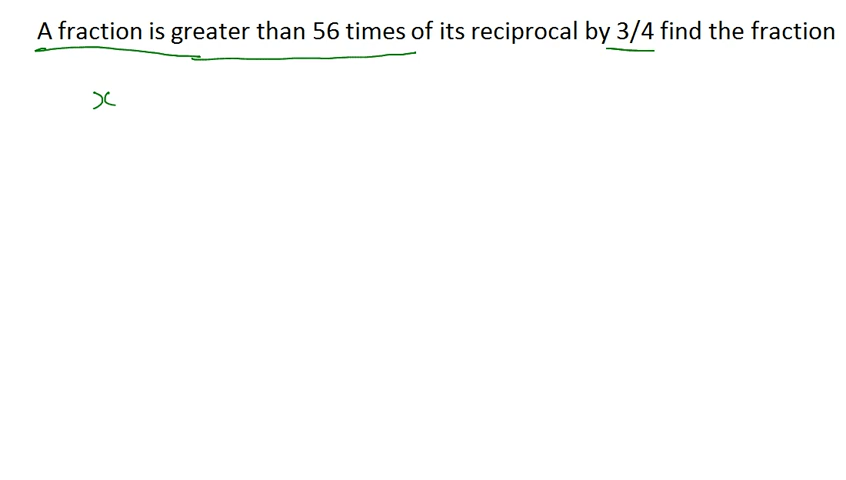 A fraction is greater than 56 times of its reciprocal by 3/4 find the fraction
x